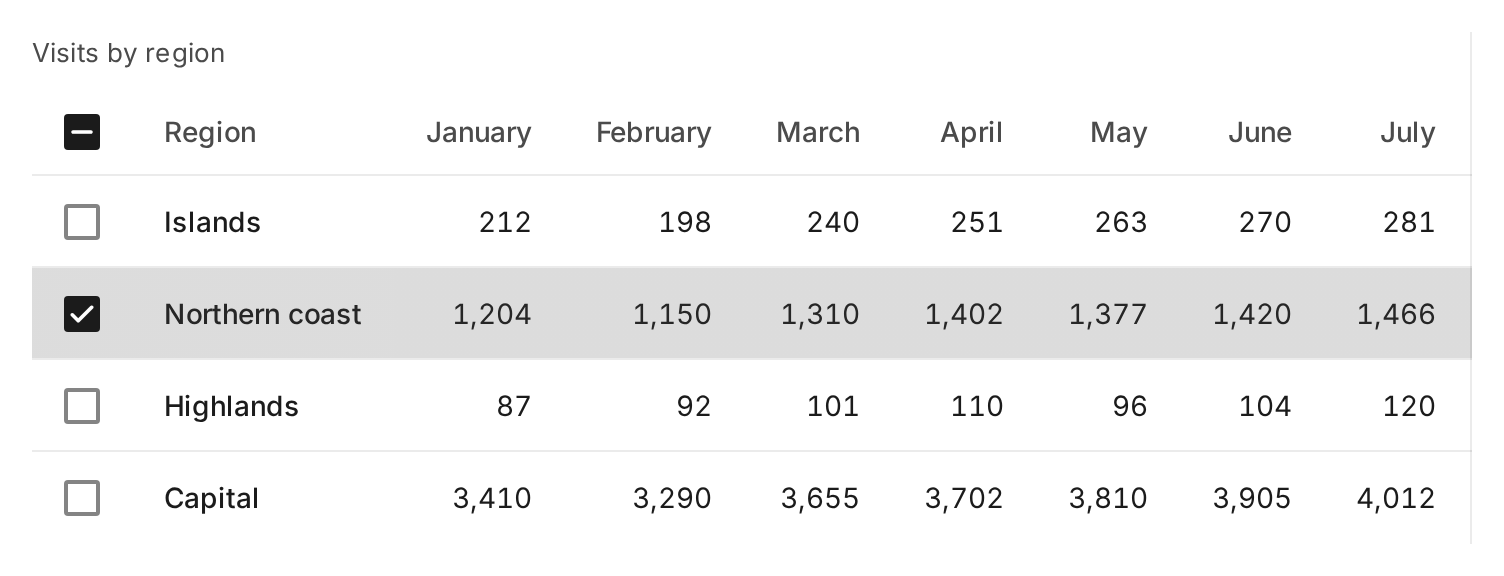 Visits by region
Region January February March April May June July
Islands 212 198 240 251 263 270 281
Northern coast 1,204 1,150 1,310 1,402 1,377 1,420 1,466
Highlands 87 92 101 110 96 104 120
Capital 3,410 3,290 3,655 3,702 3,810 3,905 4,012